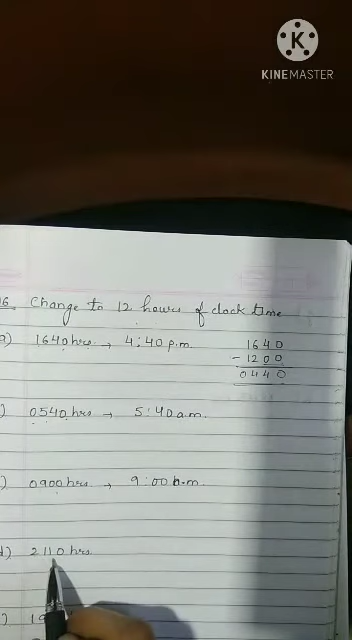 KINEMASTER
16. Change to 12 hours of clock time
a) 1640 hrs → 4:40 p.m.
1640
- 1200
0440
) 0540 hrs → 5:40 a.m.
) 0900 hrs → 9:00 a.m.
d) 2110 hrs
) 19